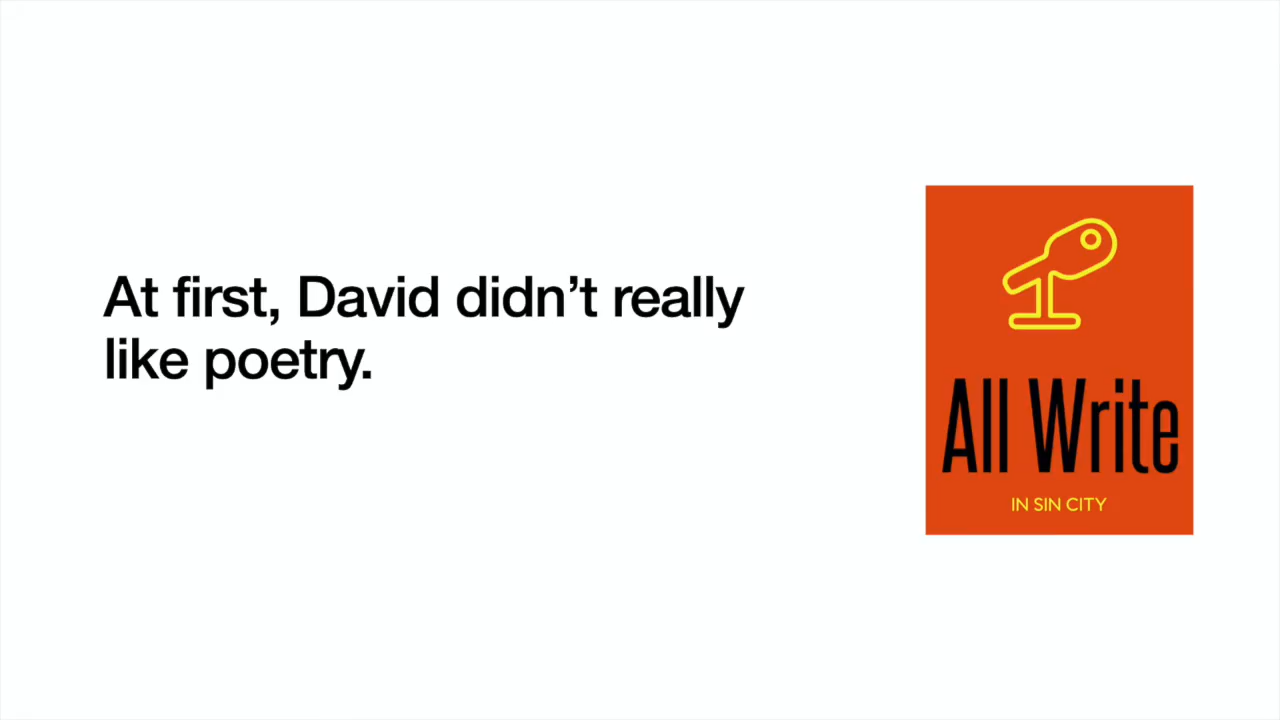 At first, David didn’t really
like poetry.
All Write
IN SIN CITY